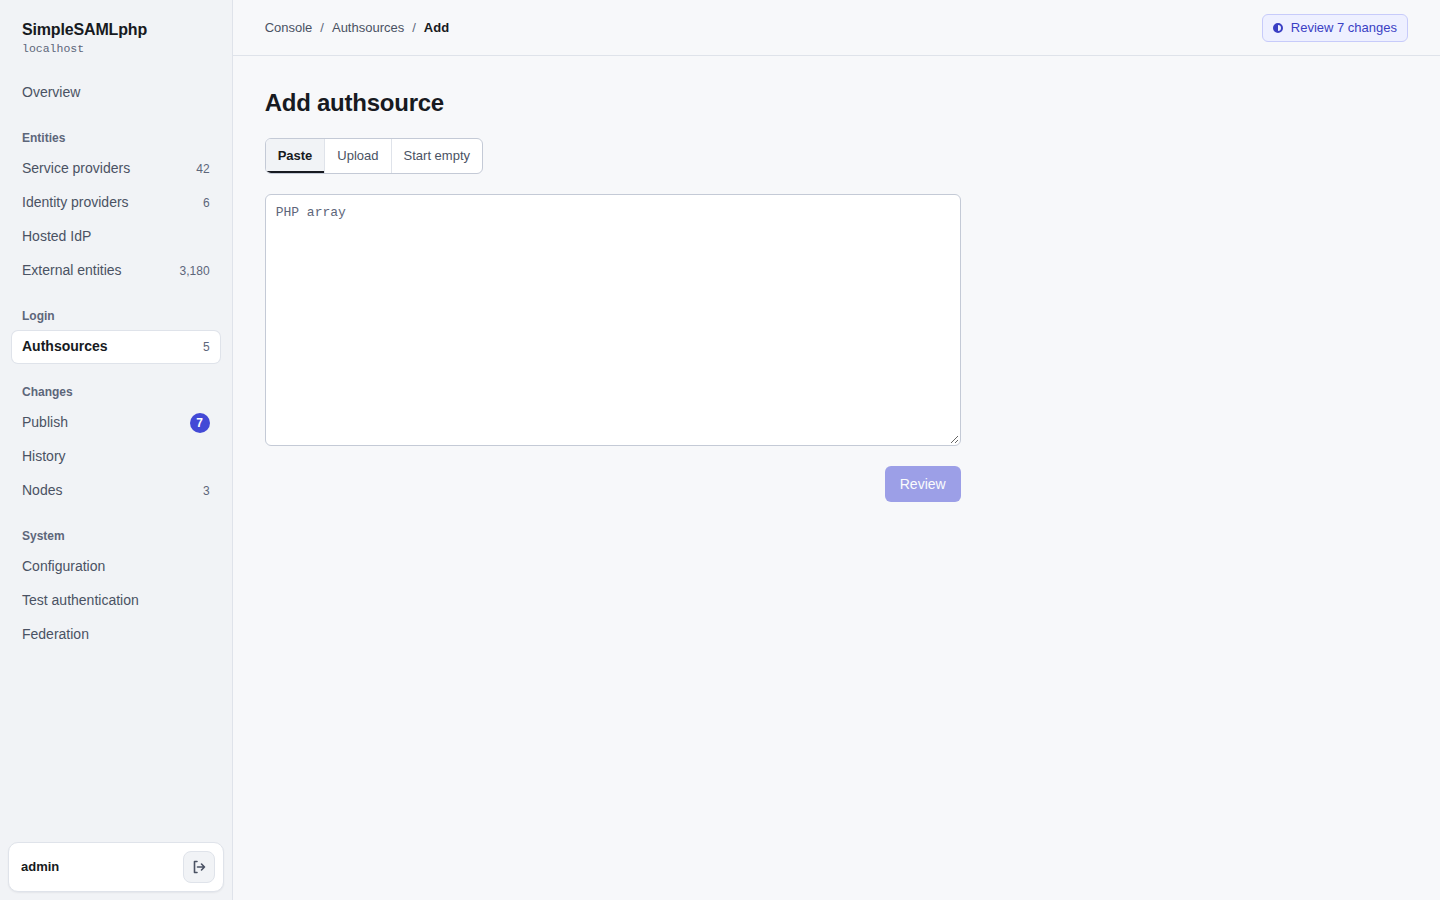 SimpleSAMLphp
localhost
Overview
Entities
Service providers 42
Identity providers 6
Hosted IdP
External entities 3,180
Login
Authsources 5
Changes
Publish 7
History
Nodes 3
System
Configuration
Test authentication
Federation
admin
Console / Authsources / Add
Review 7 changes
Add authsource
Paste Upload Start empty
PHP array
Review